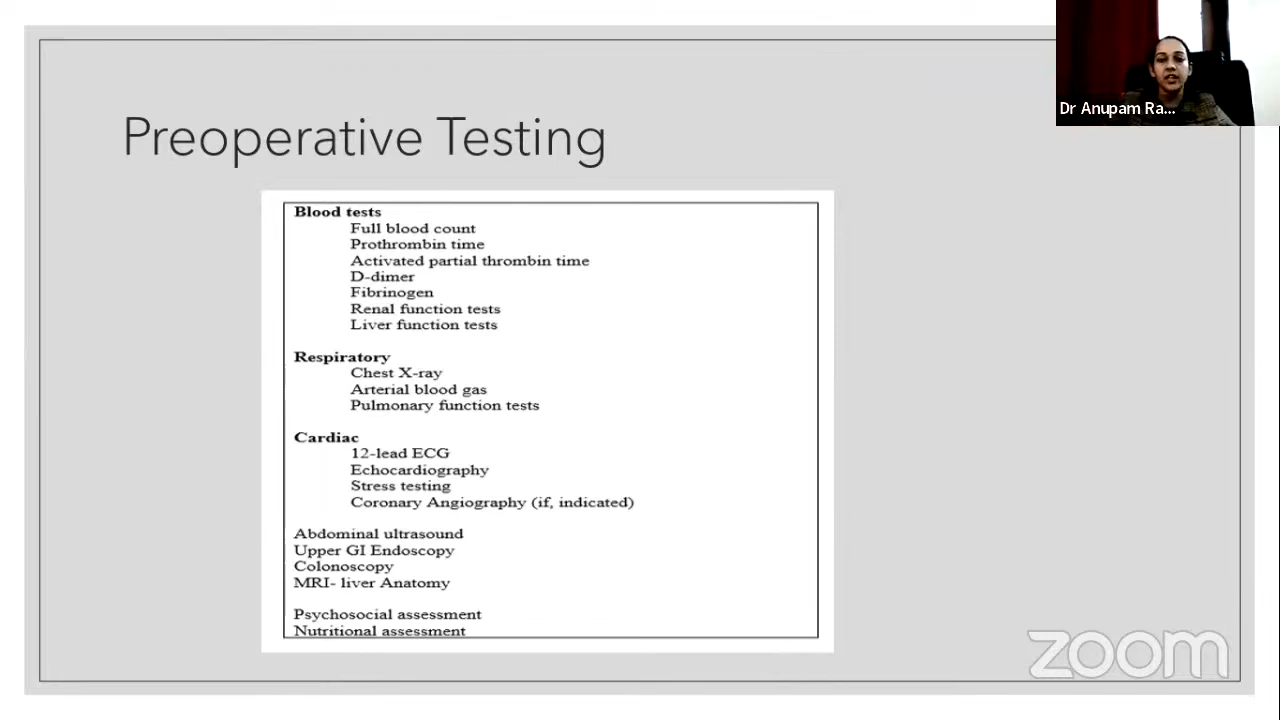 Dr Anupam Ra...
Preoperative Testing
Blood tests
Full blood count
Prothrombin time
Activated partial thrombin time
D-dimer
Fibrinogen
Renal function tests
Liver function tests
Respiratory
Chest X-ray
Arterial blood gas
Pulmonary function tests
Cardiac
12-lead ECG
Echocardiography
Stress testing
Coronary Angiography (if, indicated)
Abdominal ultrasound
Upper GI Endoscopy
Colonoscopy
MRI- liver Anatomy
Psychosocial assessment
Nutritional assessment
zoom